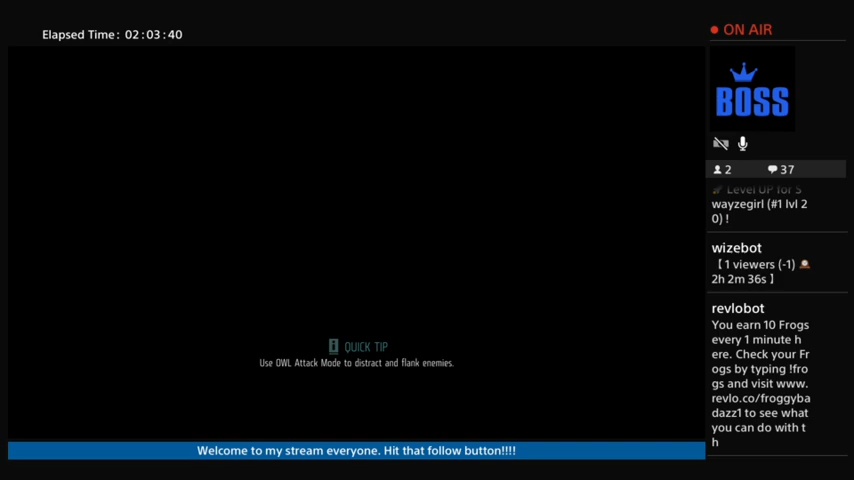 Elapsed Time: 02:03:40
ON AIR
BOSS
2 37
Level UP for S
wayzegirl (#1 lvl 2
0) !
wizebot
[ 1 viewers (-1)
2h 2m 36s ]
revlobot
You earn 10 Frogs
every 1 minute h
ere. Check your Fr
ogs by typing !fro
gs and visit www.
revlo.co/froggyba
dazz1 to see what
you can do with t
h
QUICK TIP
Use OWL Attack Mode to distract and flank enemies.
Welcome to my stream everyone. Hit that follow button!!!!